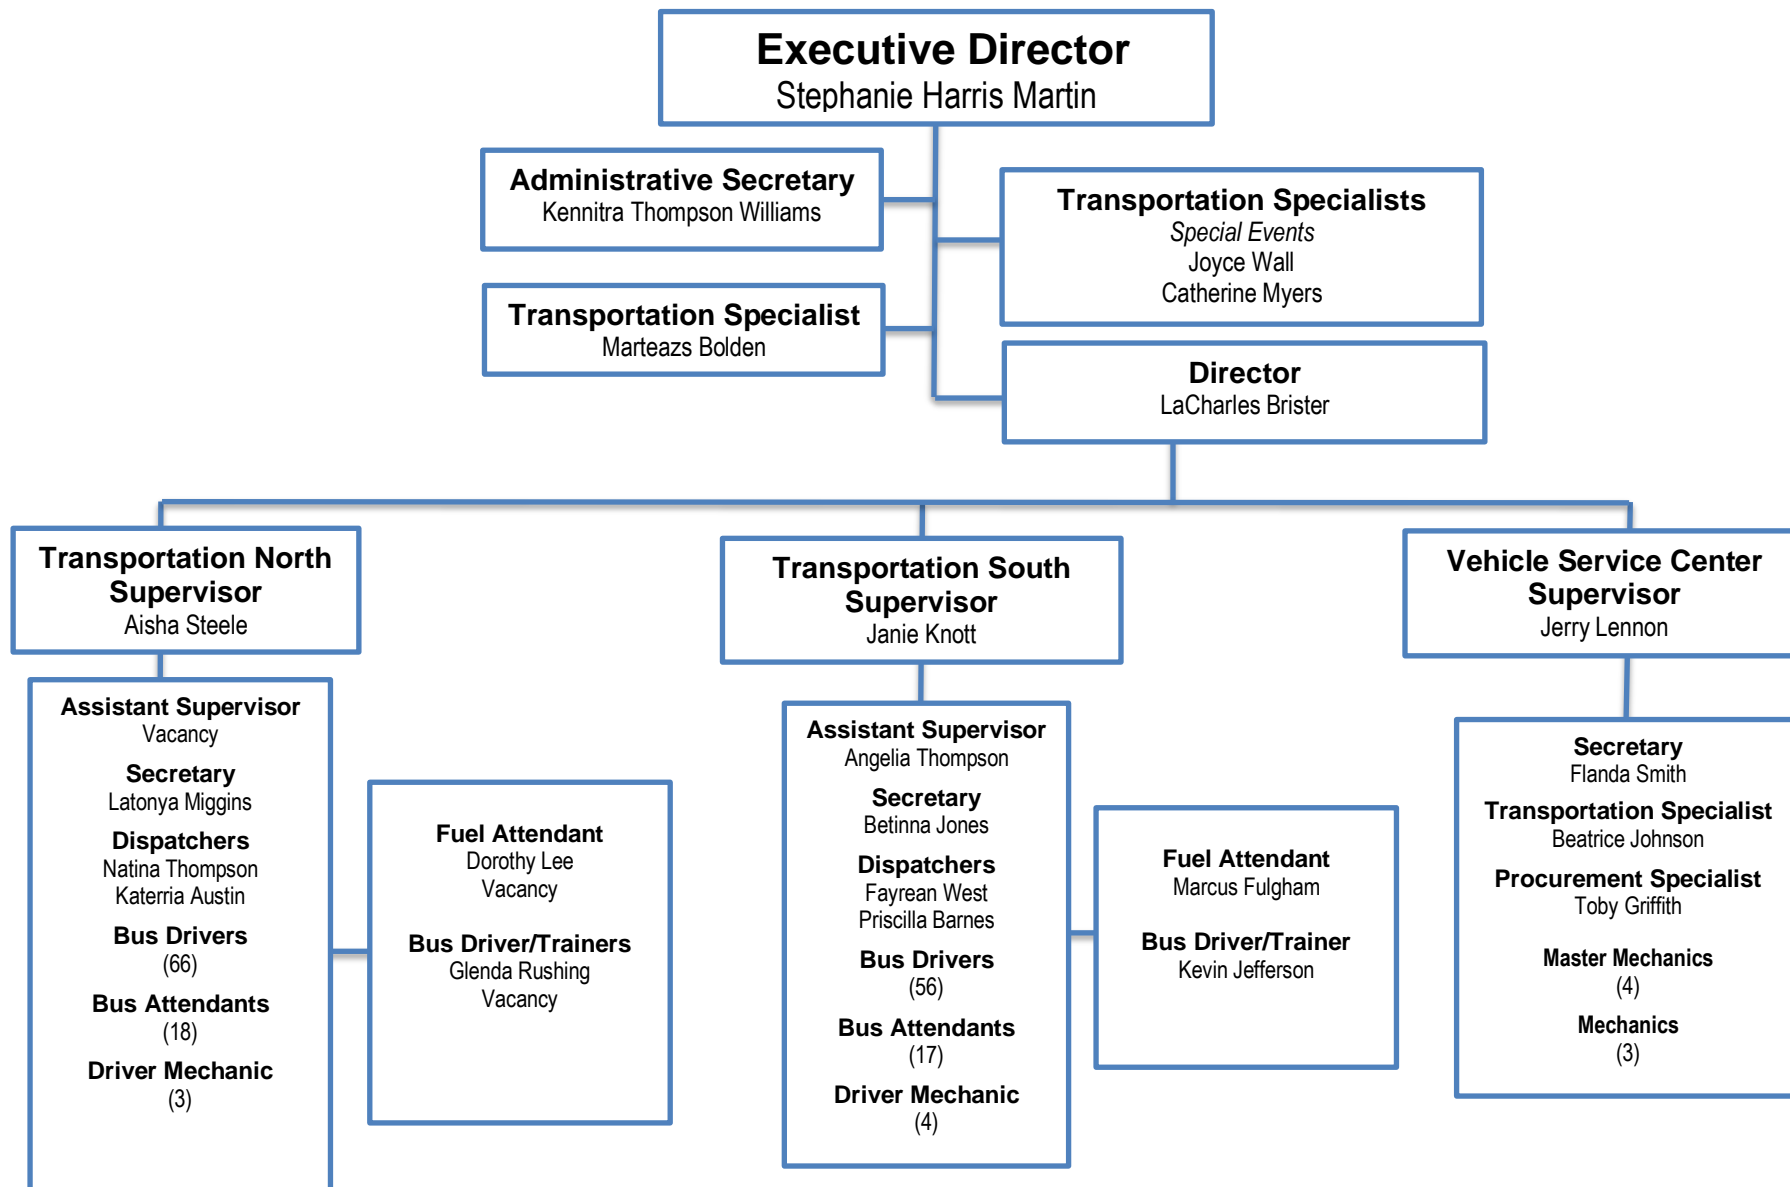 Executive Director
Stephanie Harris Martin
Administrative Secretary
Kennitra Thompson Williams
Transportation Specialists
Special Events
Joyce Wall
Catherine Myers
Transportation Specialist
Marteazs Bolden
Director
LaCharles Brister
Transportation North
Supervisor
Aisha Steele
Transportation South
Supervisor
Janie Knott
Vehicle Service Center
Supervisor
Jerry Lennon
Assistant Supervisor
Vacancy
Secretary
Latonya Miggins
Dispatchers
Natina Thompson
Katerria Austin
Bus Drivers
(66)
Bus Attendants
(18)
Driver Mechanic
(3)
Fuel Attendant
Dorothy Lee
Vacancy
Bus Driver/Trainers
Glenda Rushing
Vacancy
Assistant Supervisor
Angelia Thompson
Secretary
Betinna Jones
Dispatchers
Fayrean West
Priscilla Barnes
Bus Drivers
(56)
Bus Attendants
(17)
Driver Mechanic
(4)
Fuel Attendant
Marcus Fulgham
Bus Driver/Trainer
Kevin Jefferson
Secretary
Flanda Smith
Transportation Specialist
Beatrice Johnson
Procurement Specialist
Toby Griffith
Master Mechanics
(4)
Mechanics
(3)